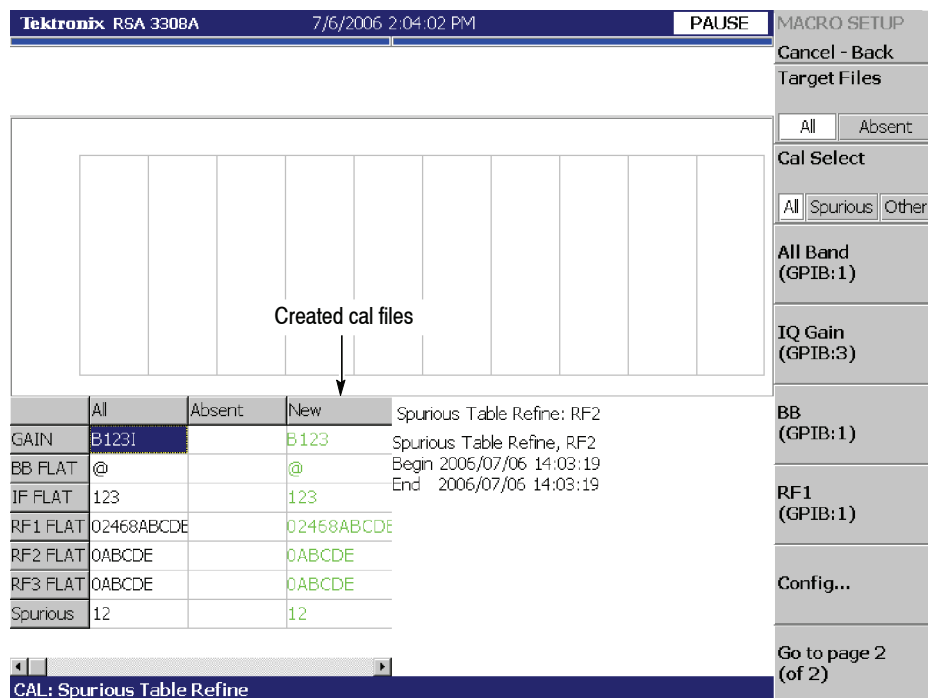 Tektronix RSA 3308A 7/6/2006 2:04:02 PM PAUSE
MACRO SETUP
Cancel - Back
Target Files
All Absent
Cal Select
All Spurious Other
All Band
(GPIB:1)
IQ Gain
(GPIB:3)
BB
(GPIB:1)
RF1
(GPIB:1)
Config...
Go to page 2
(of 2)
Created cal files
All Absent New
GAIN B123I B123
BB FLAT @ @
IF FLAT 123 123
RF1 FLAT 02468ABCDE 02468ABCDE
RF2 FLAT 0ABCDE 0ABCDE
RF3 FLAT 0ABCDE 0ABCDE
Spurious 12 12
Spurious Table Refine: RF2
Spurious Table Refine, RF2
Begin 2006/07/06 14:03:19
End 2006/07/06 14:03:19
CAL: Spurious Table Refine